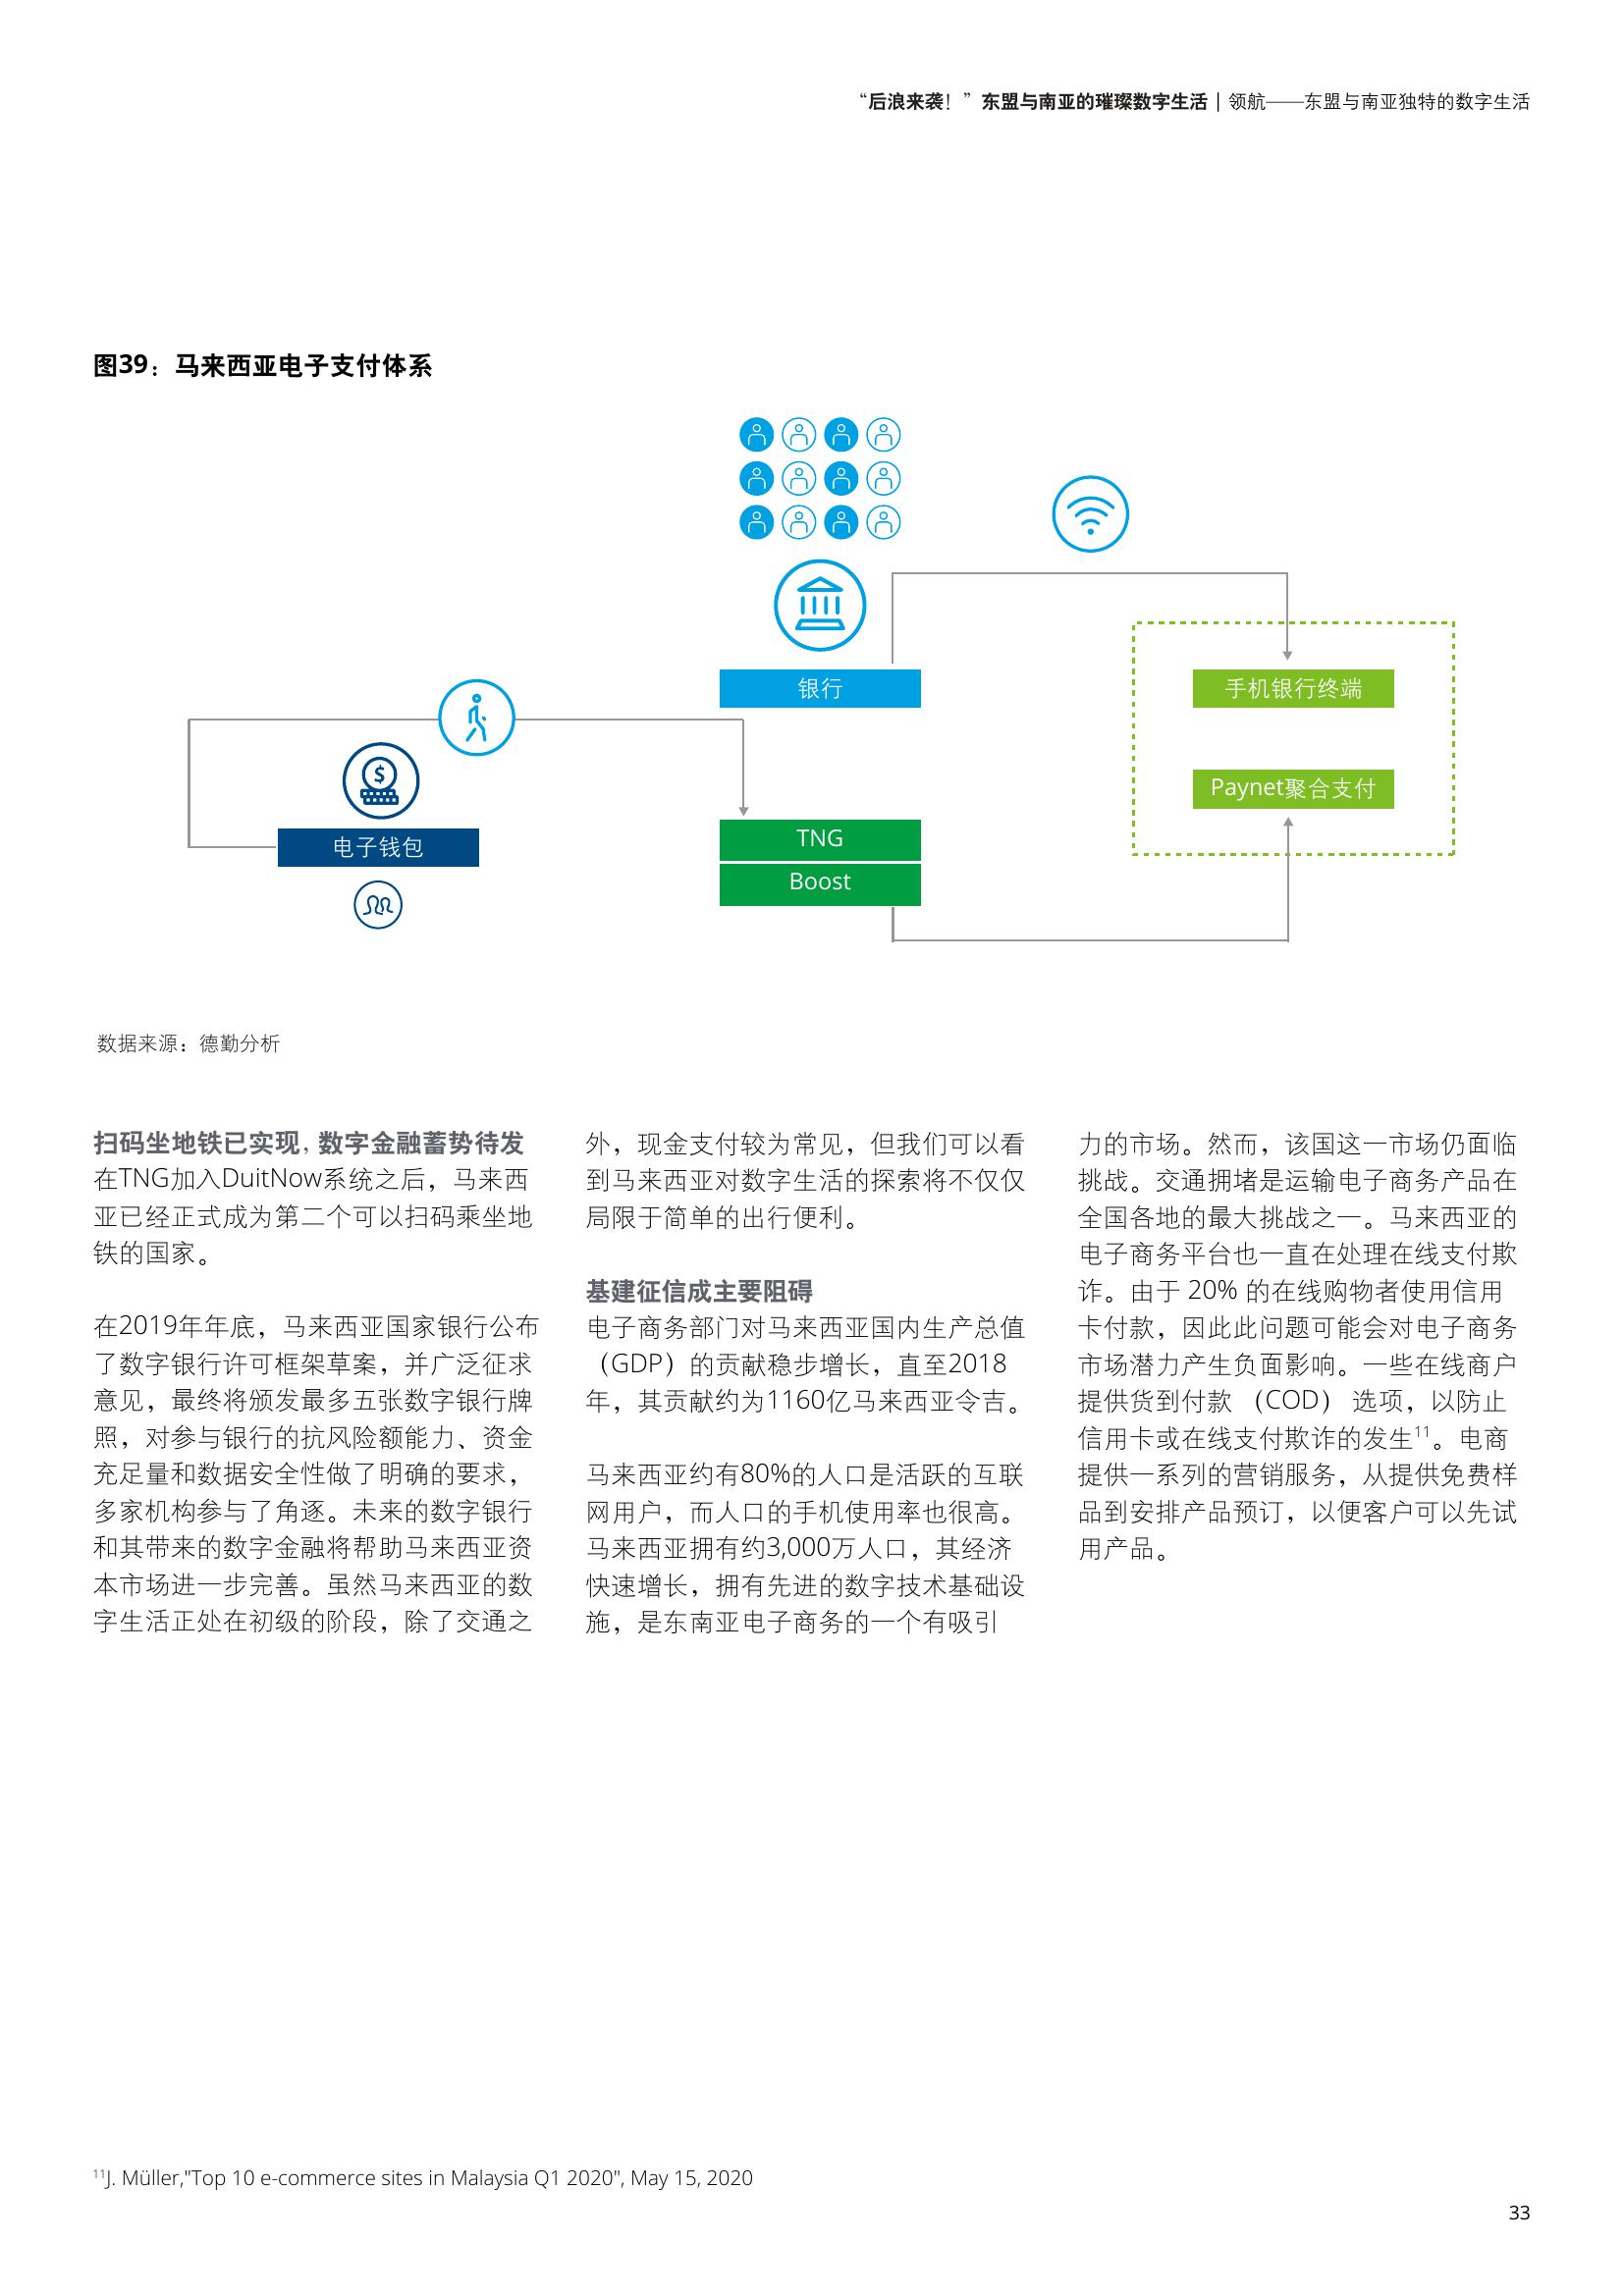 “后浪来袭！”东盟与南亚的璀璨数字生活 | 领航——东盟与南亚独特的数字生活
图39：马来西亚电子支付体系
银行
手机银行终端
Paynet聚合支付
$
电子钱包
TNG
Boost
数据来源：德勤分析
扫码坐地铁已实现，数字金融蓄势待发
在TNG加入DuitNow系统之后，马来西
亚已经正式成为第二个可以扫码乘坐地
铁的国家。
在2019年年底，马来西亚国家银行公布
了数字银行许可框架草案，并广泛征求
意见，最终将颁发最多五张数字银行牌
照，对参与银行的抗风险额能力、资金
充足量和数据安全性做了明确的要求，
多家机构参与了角逐。未来的数字银行
和其带来的数字金融将帮助马来西亚资
本市场进一步完善。虽然马来西亚的数
字生活正处在初级的阶段，除了交通之
外，现金支付较为常见，但我们可以看
到马来西亚对数字生活的探索将不仅仅
局限于简单的出行便利。
基建征信成主要阻碍
电子商务部门对马来西亚国内生产总值
（GDP）的贡献稳步增长，直至2018
年，其贡献约为1160亿马来西亚令吉。
马来西亚约有80%的人口是活跃的互联
网用户，而人口的手机使用率也很高。
马来西亚拥有约3,000万人口，其经济
快速增长，拥有先进的数字技术基础设
施，是东南亚电子商务的一个有吸引
力的市场。然而，该国这一市场仍面临
挑战。交通拥堵是运输电子商务产品在
全国各地的最大挑战之一。马来西亚的
电子商务平台也一直在处理在线支付欺
诈。由于 20% 的在线购物者使用信用
卡付款，因此此问题可能会对电子商务
市场潜力产生负面影响。一些在线商户
提供货到付款 （COD） 选项，以防止
信用卡或在线支付欺诈的发生11。电商
提供一系列的营销服务，从提供免费样
品到安排产品预订，以便客户可以先试
用产品。
11J. Müller,"Top 10 e-commerce sites in Malaysia Q1 2020", May 15, 2020
33